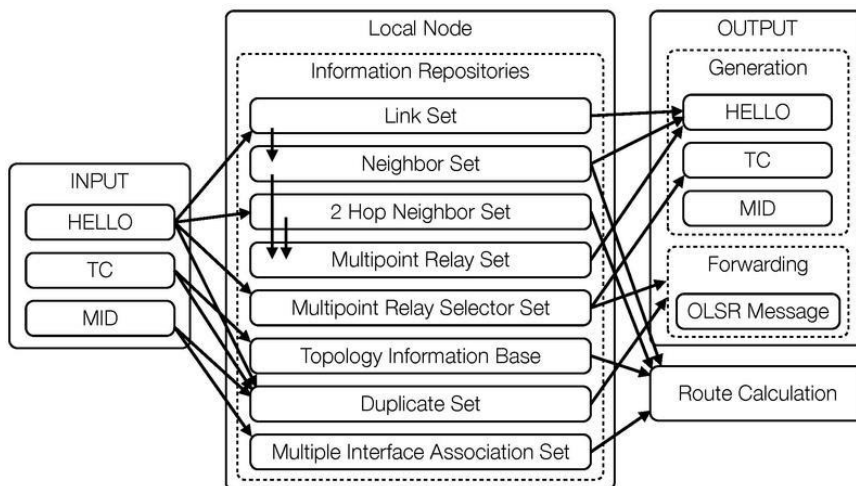 Local Node
OUTPUT
Information Repositories
Generation
Link Set
HELLO
Neighbor Set
TC
INPUT
HELLO
2 Hop Neighbor Set
MID
TC
Multipoint Relay Set
Forwarding
MID
Multipoint Relay Selector Set
OLSR Message
Topology Information Base
Duplicate Set
Route Calculation
Multiple Interface Association Set